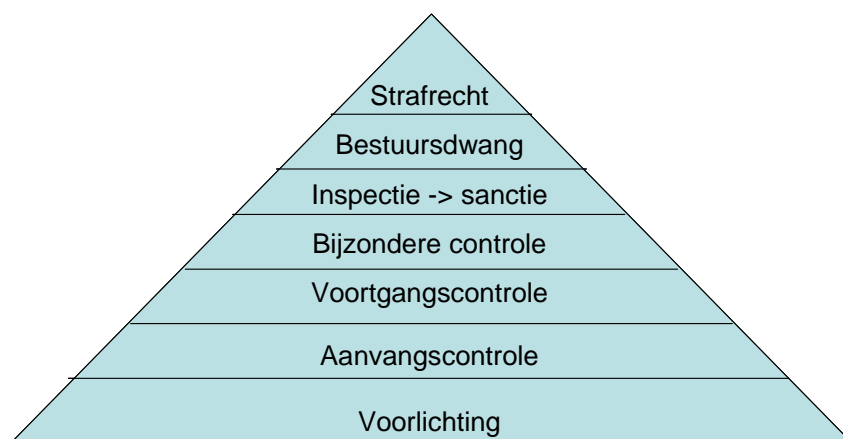 Strafrecht
Bestuursdwang
Inspectie -> sanctie
Bijzondere controle
Voortgangscontrole
Aanvangscontrole
Voorlichting